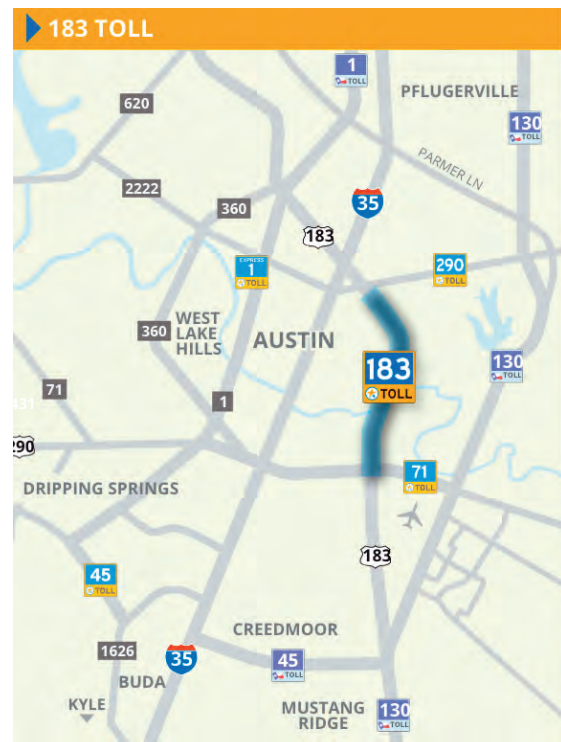 183 TOLL
1
TOLL
PFLUGERVILLE
620
130
TOLL
PARMER LN
2222
360
35
183
EXPRESS
1
TOLL
290
TOLL
WEST
LAKE
HILLS
360
AUSTIN
183
TOLL
130
TOLL
71
431
1
290
71
TOLL
DRIPPING SPRINGS
183
45
TOLL
CREEDMOOR
1626
35
45
TOLL
BUDA
KYLE
MUSTANG
RIDGE
130
TOLL